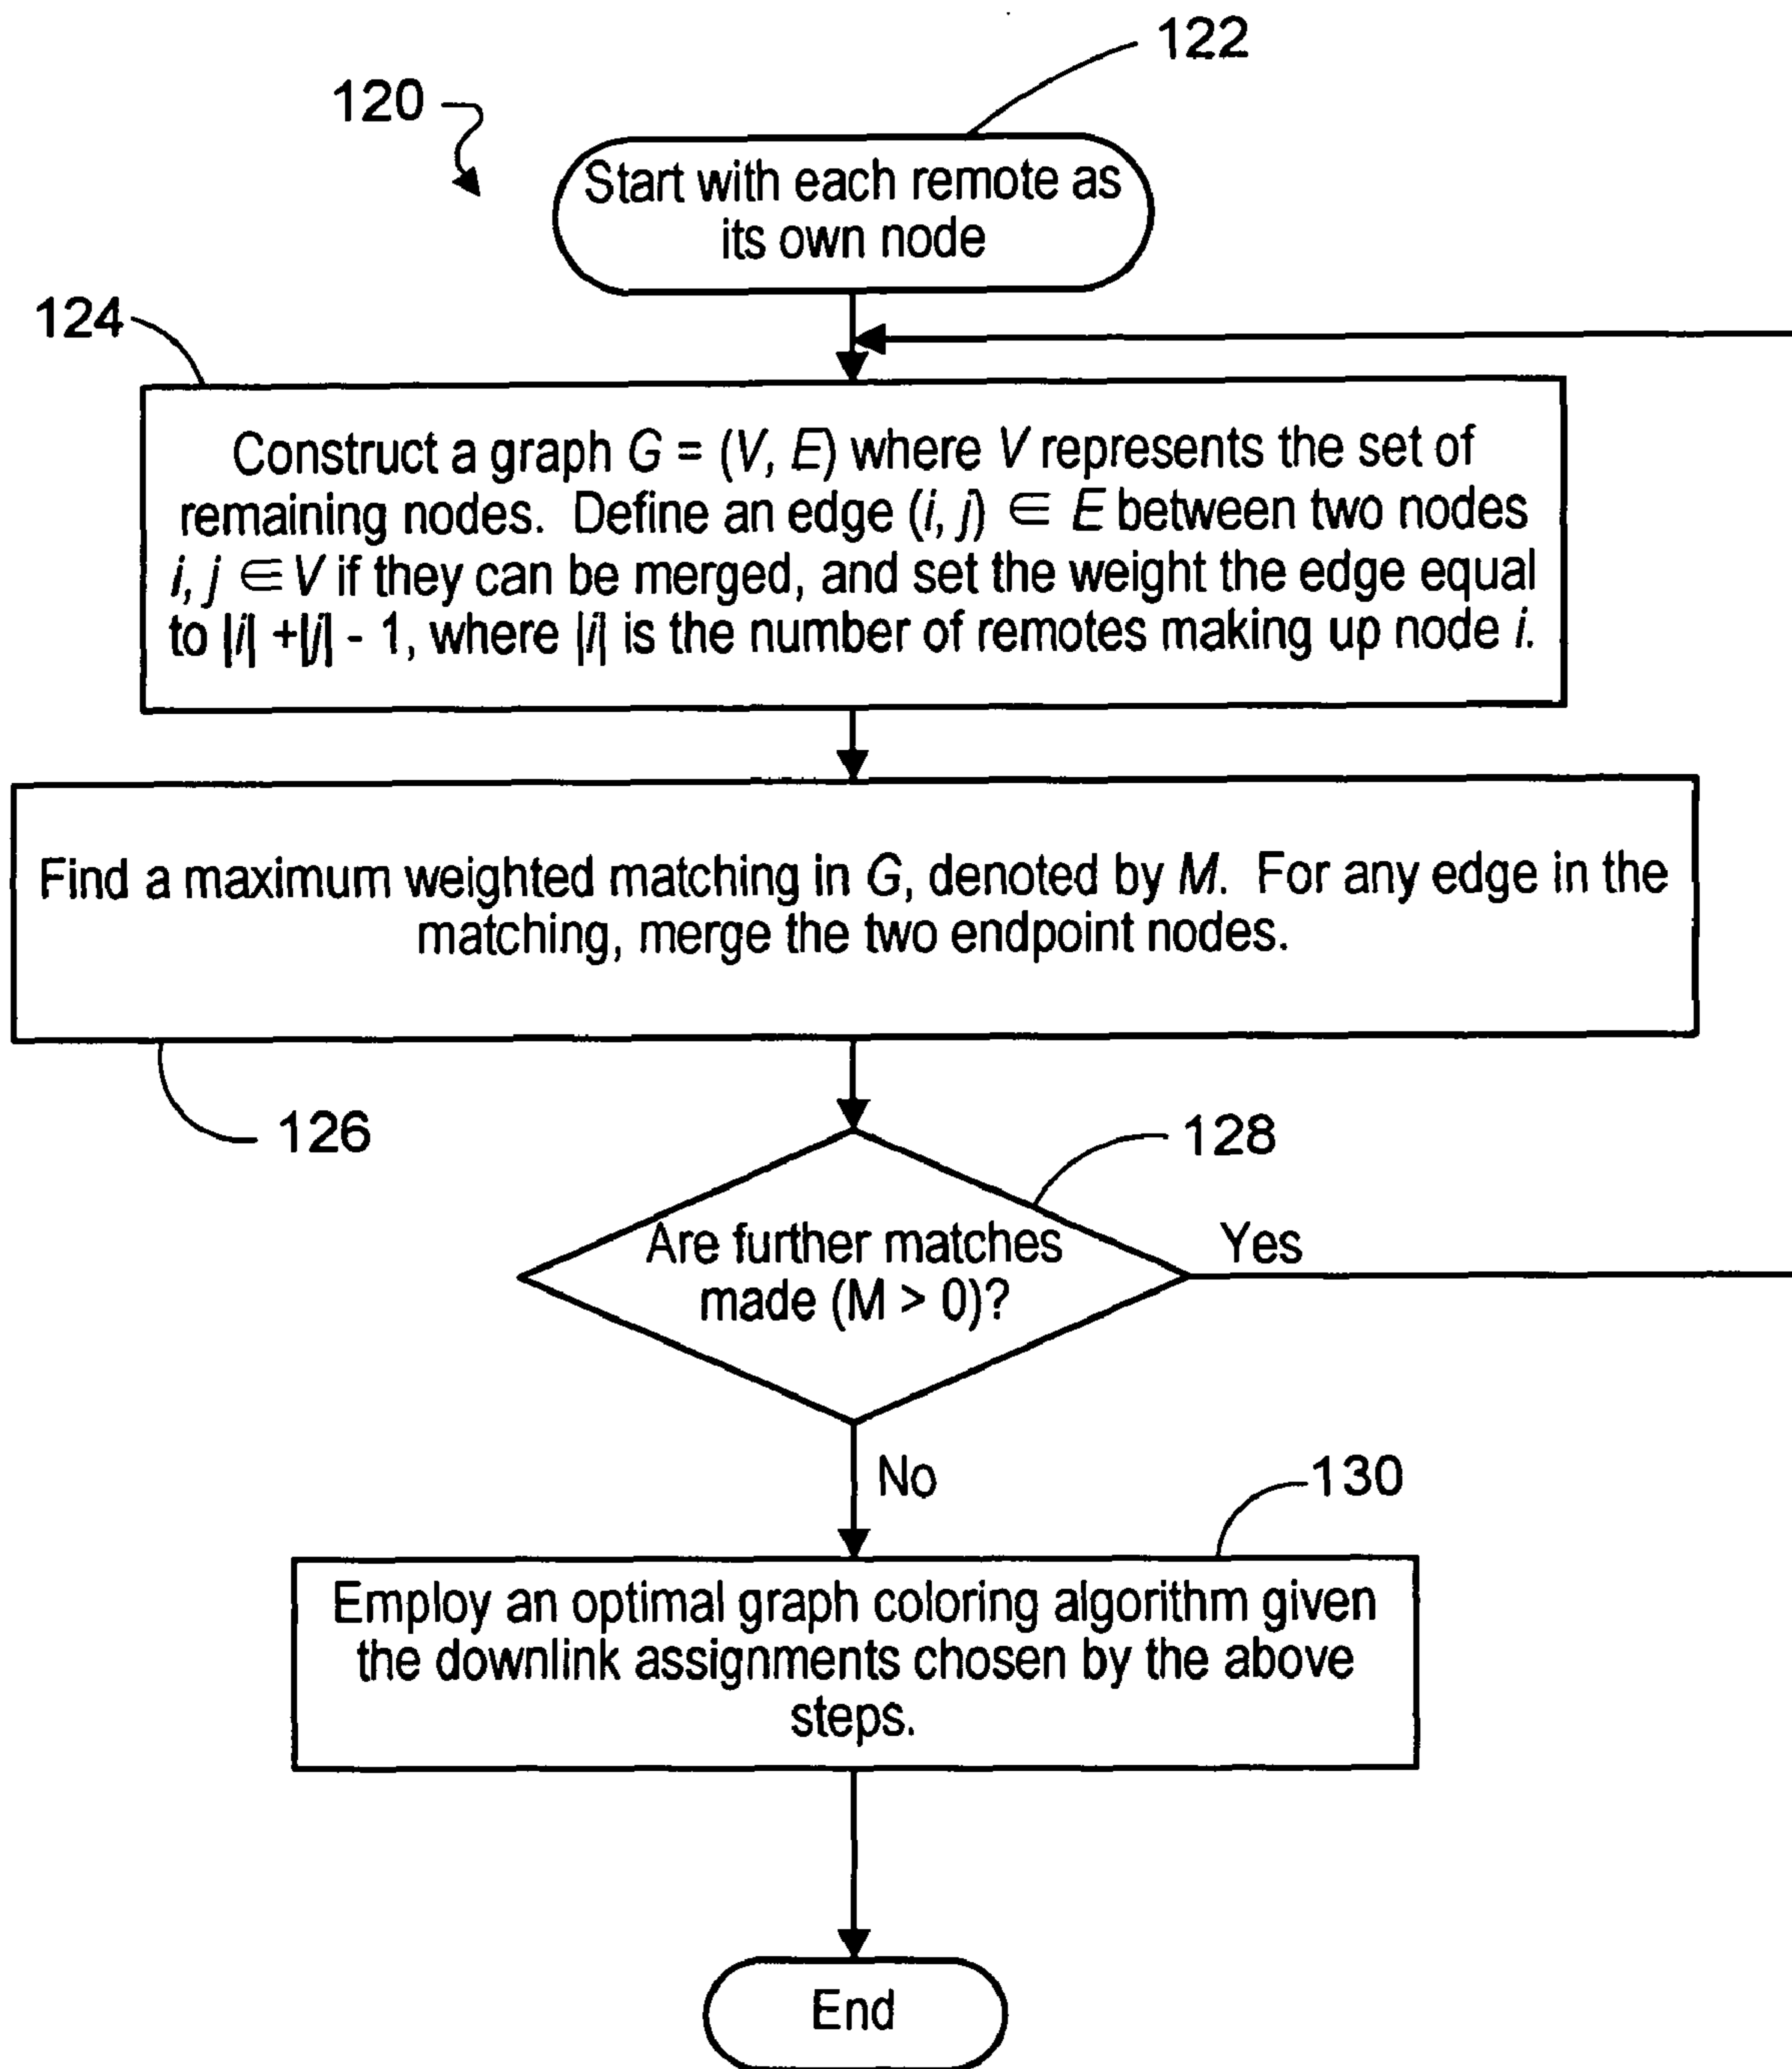 122
120
Start with each remote as
its own node
124
Construct a graph G = (V, E) where V represents the set of
remaining nodes. Define an edge (i, j) ∈ E between two nodes
i, j ∈ V if they can be merged, and set the weight the edge equal
to |i| +|j| - 1, where |i| is the number of remotes making up node i.
Find a maximum weighted matching in G, denoted by M. For any edge in the
matching, merge the two endpoint nodes.
126
128
Are further matches
made (M > 0)?
Yes
No
130
Employ an optimal graph coloring algorithm given
the downlink assignments chosen by the above
steps.
End